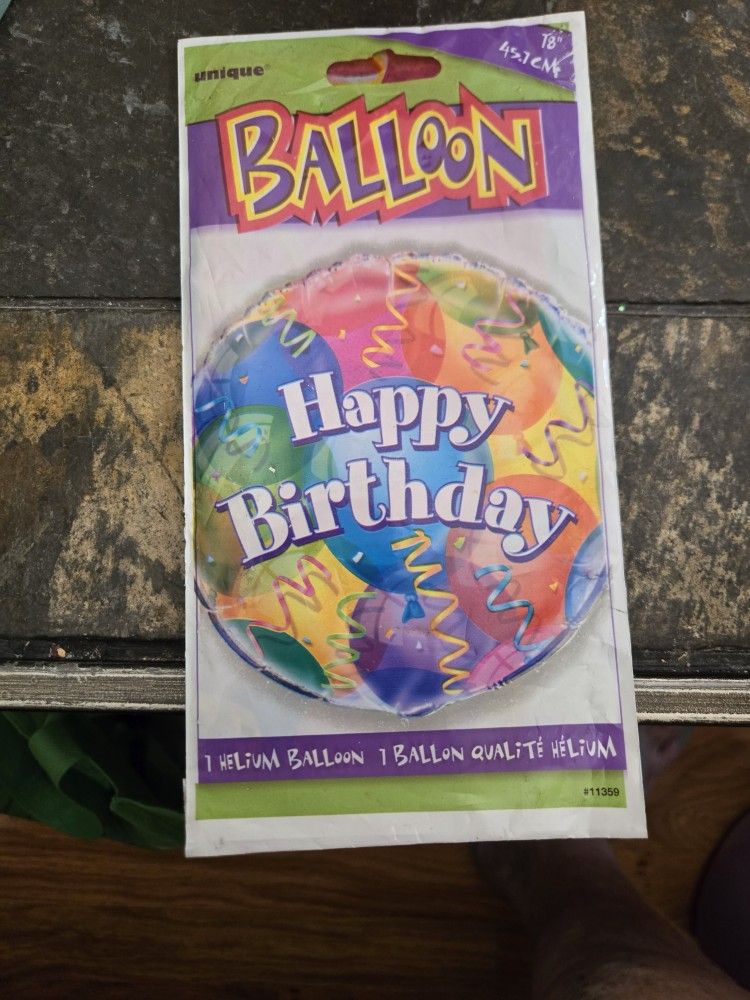 unique®
18"
45.7CM
BALLOON
Happy
Birthday
1 HELIUM BALLOON 1 BALLON QUALITÉ HÉLIUM
#11359